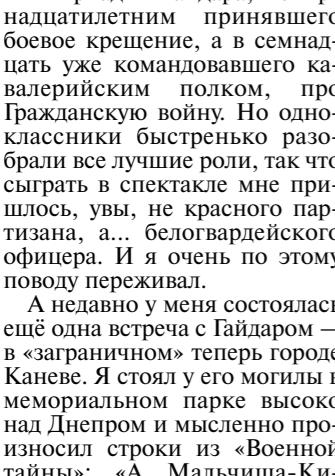 надцатилетним принявшего
боевое крещение, а в семнад-
цать уже командовавшего ка-
валерийским полком, про
Гражданскую войну. Но одно-
классники быстренько разо-
брали все лучшие роли, так что
сыграть в спектакле мне при-
шлось, увы, не красного пар-
тизана, а... белогвардейского
офицера. И я очень по этому
поводу переживал.
А недавно у меня состоялась
ещё одна встреча с Гайдаром –
в «заграничном» теперь городе
Каневе. Я стоял у его могилы в
мемориальном парке высоко
над Днепром и мысленно про-
износил строки из «Военной
тайны»: «А Мальчиша-Ки-